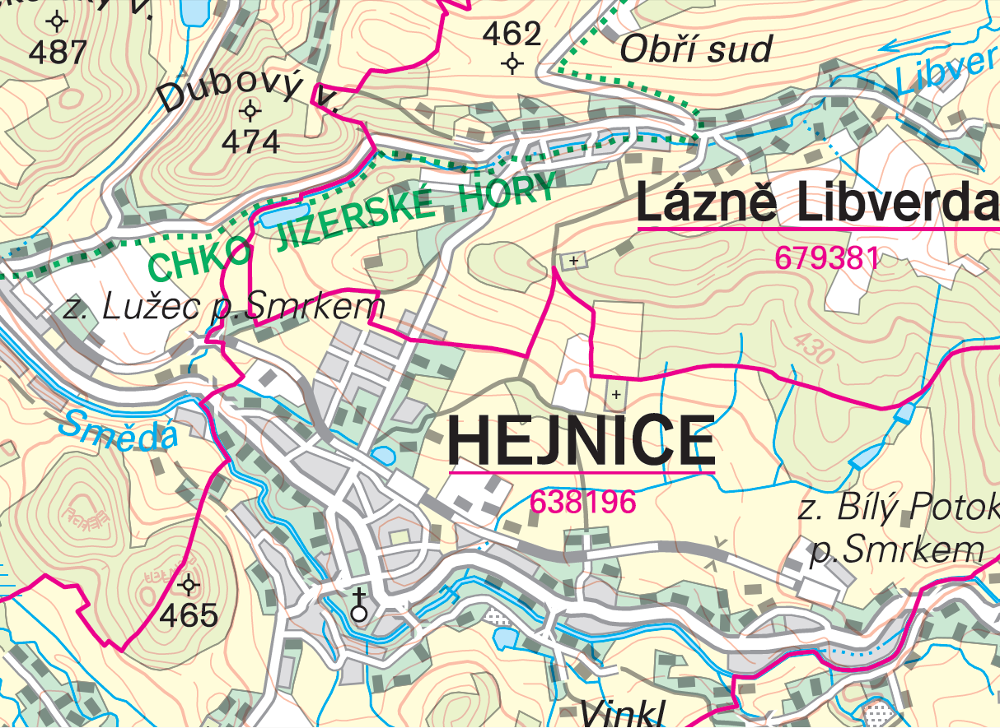 487
462
Obří sud
Libver
Dubový v.
474
Lázně Libverda
679381
CHKO JIZERSKÉ HORY
z. Lužec p.Smrkem
430
Smědá
HEJNICE
638196
z. Bílý Potok
p.Smrkem
465
Vinkl